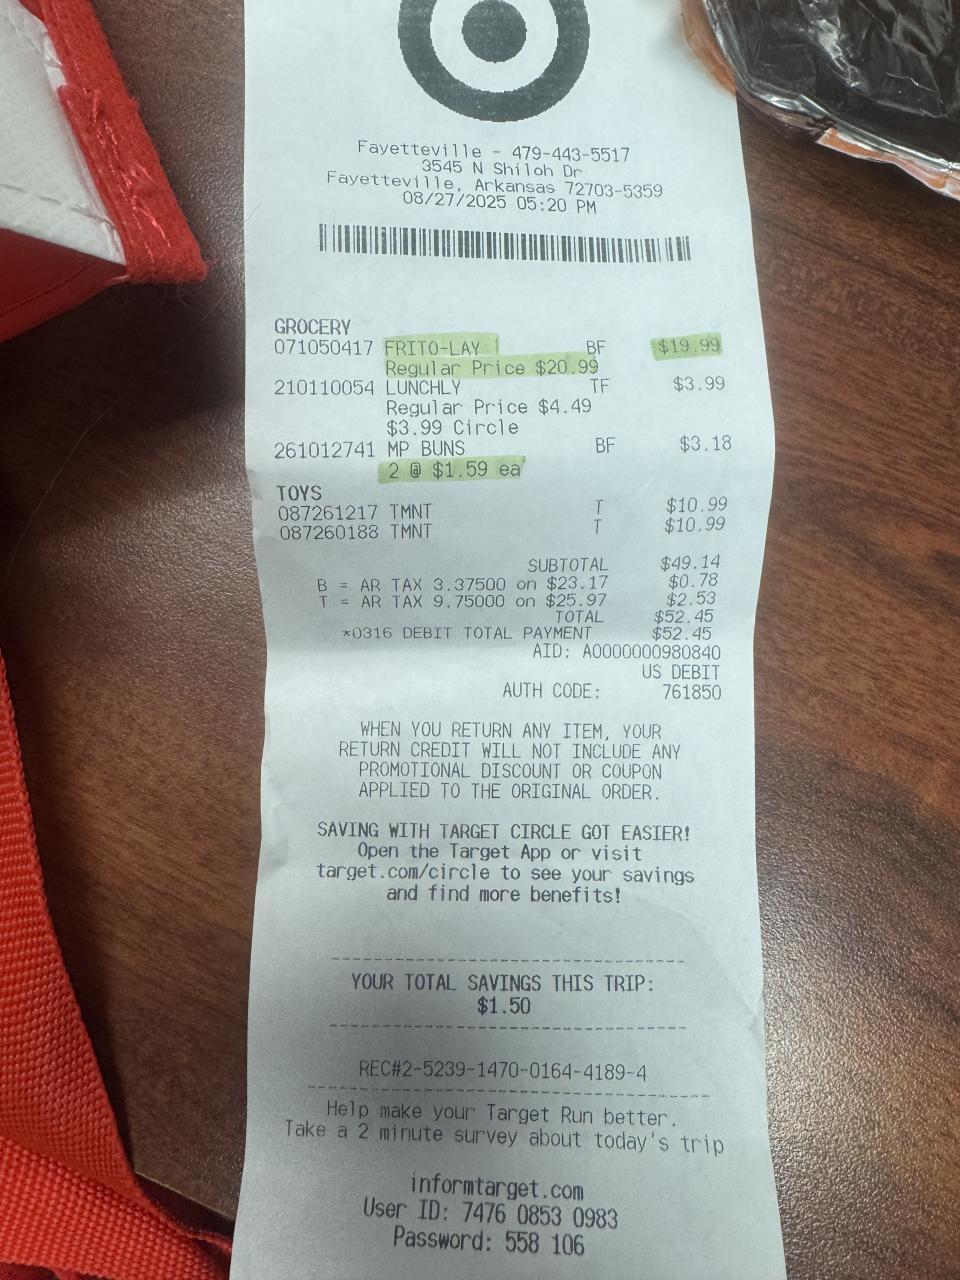 Fayetteville - 479-443-5517
3545 N Shiloh Dr
Fayetteville, Arkansas 72703-5359
08/27/2025 05:20 PM
GROCERY
071050417 FRITO-LAY BF $19.99
Regular Price $20.99
210110054 LUNCHLY TF $3.99
Regular Price $4.49
$3.99 Circle
261012741 MP BUNS BF $3.18
2 @ $1.59 ea
TOYS
087261217 TMNT T $10.99
087260188 TMNT T $10.99
SUBTOTAL $49.14
B = AR TAX 3.37500 on $23.17 $0.78
T = AR TAX 9.75000 on $25.97 $2.53
TOTAL $52.45
*0316 DEBIT TOTAL PAYMENT $52.45
AID: A0000000980840
US DEBIT
AUTH CODE: 761850
WHEN YOU RETURN ANY ITEM, YOUR
RETURN CREDIT WILL NOT INCLUDE ANY
PROMOTIONAL DISCOUNT OR COUPON
APPLIED TO THE ORIGINAL ORDER.
SAVING WITH TARGET CIRCLE GOT EASIER!
Open the Target App or visit
target.com/circle to see your savings
and find more benefits!
YOUR TOTAL SAVINGS THIS TRIP:
$1.50
REC#2-5239-1470-0164-4189-4
Help make your Target Run better.
Take a 2 minute survey about today's trip
informtarget.com
User ID: 7476 0853 0983
Password: 558 106